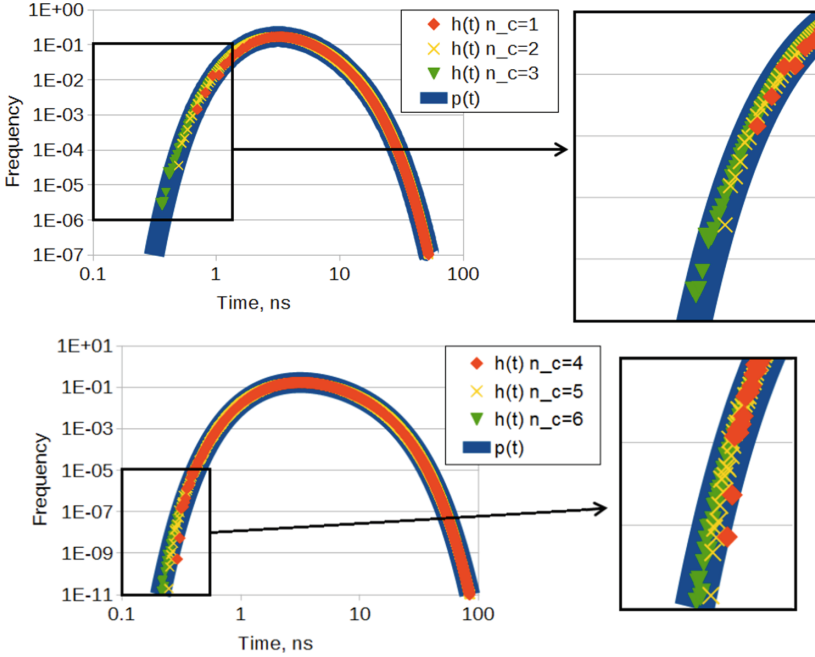 1E+00
1E-01
1E-02
1E-03
1E-04
1E-05
1E-06
1E-07
Frequency
0.1 1 10 100
Time, ns
h(t) n_c=1
h(t) n_c=2
h(t) n_c=3
p(t)
1E+01
1E-01
1E-03
1E-05
1E-07
1E-09
1E-11
Frequency
0.1 1 10 100
Time, ns
h(t) n_c=4
h(t) n_c=5
h(t) n_c=6
p(t)